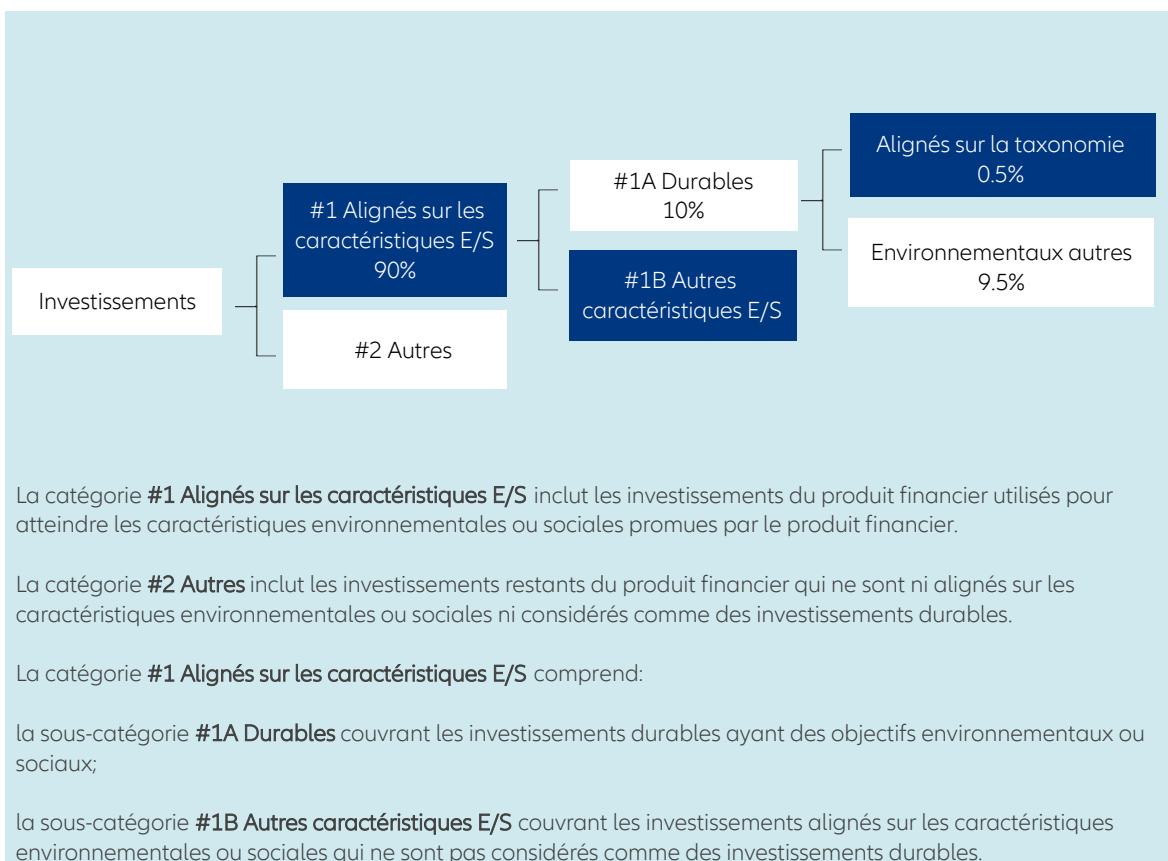 Alignés sur la taxonomie
0.5%
#1A Durables
10%
#1 Alignés sur les
caractéristiques E/S
90%
Environnementaux autres
9.5%
#1B Autres
caractéristiques E/S
Investissements
#2 Autres
La catégorie #1 Alignés sur les caractéristiques E/S inclut les investissements du produit financier utilisés pour
atteindre les caractéristiques environnementales ou sociales promues par le produit financier.
La catégorie #2 Autres inclut les investissements restants du produit financier qui ne sont ni alignés sur les
caractéristiques environnementales ou sociales ni considérés comme des investissements durables.
La catégorie #1 Alignés sur les caractéristiques E/S comprend:
la sous-catégorie #1A Durables couvrant les investissements durables ayant des objectifs environnementaux ou
sociaux;
la sous-catégorie #1B Autres caractéristiques E/S couvrant les investissements alignés sur les caractéristiques
environnementales ou sociales qui ne sont pas considérés comme des investissements durables.